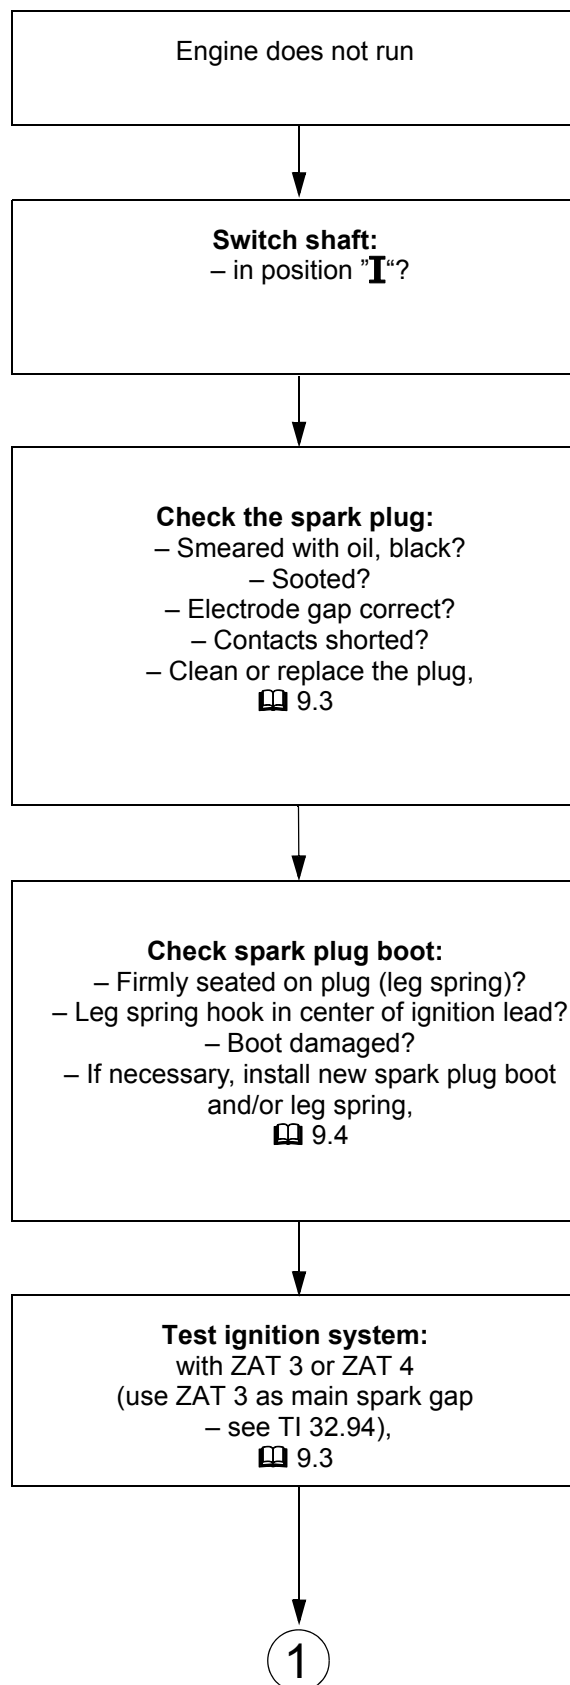 Engine does not run
Switch shaft:
– in position ”I“?
Check the spark plug:
– Smeared with oil, black?
– Sooted?
– Electrode gap correct?
– Contacts shorted?
– Clean or replace the plug,
9.3
Check spark plug boot:
– Firmly seated on plug (leg spring)?
– Leg spring hook in center of ignition lead?
– Boot damaged?
– If necessary, install new spark plug boot
and/or leg spring,
9.4
Test ignition system:
with ZAT 3 or ZAT 4
(use ZAT 3 as main spark gap
– see TI 32.94),
9.3
1